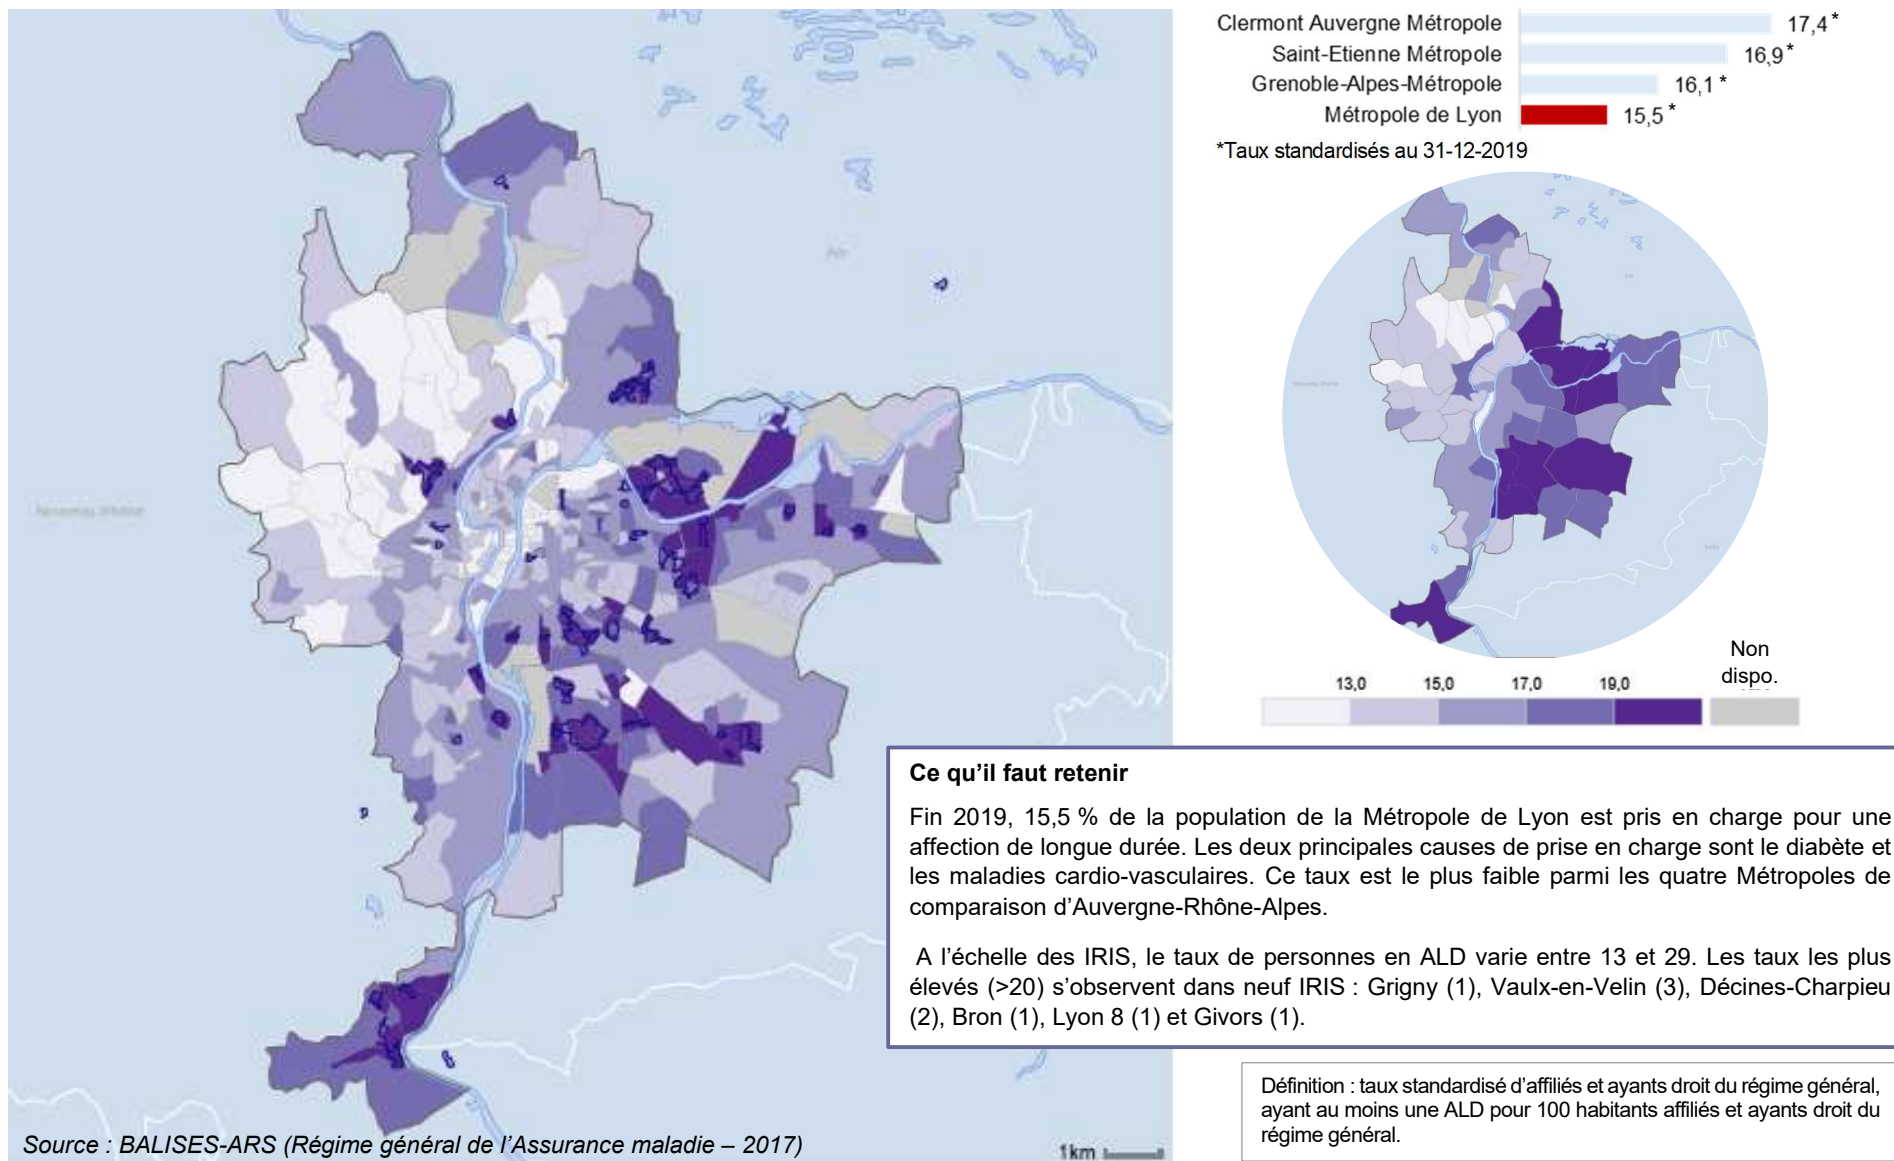 Clermont Auvergne Métropole 17,4 *
Saint-Etienne Métropole 16,9 *
Grenoble-Alpes-Métropole 16,1 *
Métropole de Lyon 15,5 *
*Taux standardisés au 31-12-2019
Ain
Non
dispo.
13,0 15,0 17,0 19,0
Ce qu’il faut retenir
Fin 2019, 15,5 % de la population de la Métropole de Lyon est pris en charge pour une
affection de longue durée. Les deux principales causes de prise en charge sont le diabète et
les maladies cardio-vasculaires. Ce taux est le plus faible parmi les quatre Métropoles de
comparaison d’Auvergne-Rhône-Alpes.
A l’échelle des IRIS, le taux de personnes en ALD varie entre 13 et 29. Les taux les plus
élevés (>20) s’observent dans neuf IRIS : Grigny (1), Vaulx-en-Velin (3), Décines-Charpieu
(2), Bron (1), Lyon 8 (1) et Givors (1).
Définition : taux standardisé d’affiliés et ayants droit du régime général,
ayant au moins une ALD pour 100 habitants affiliés et ayants droit du
régime général.
Source : BALISES-ARS (Régime général de l’Assurance maladie – 2017)
1km